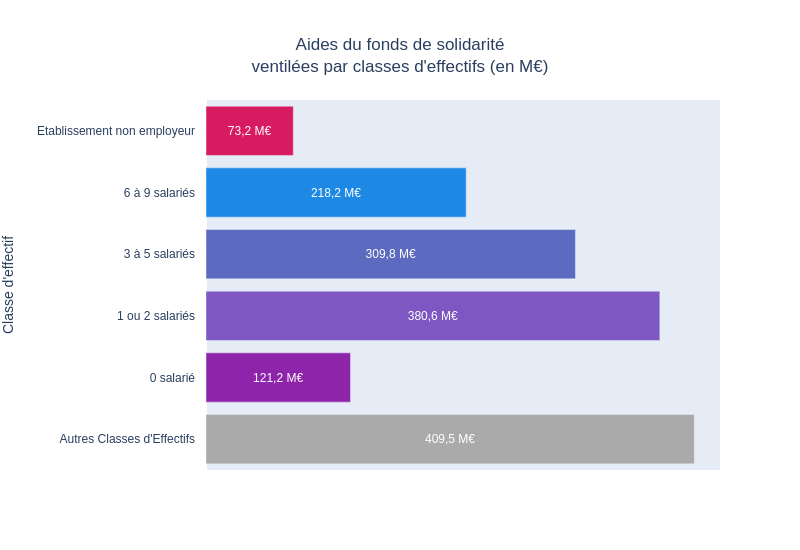 Aides du fonds de solidarité
ventilées par classes d'effectifs (en M€)
Classe d'effectif
Etablissement non employeur
73,2 M€
6 à 9 salariés
218,2 M€
3 à 5 salariés
309,8 M€
1 ou 2 salariés
380,6 M€
0 salarié
121,2 M€
Autres Classes d'Effectifs
409,5 M€